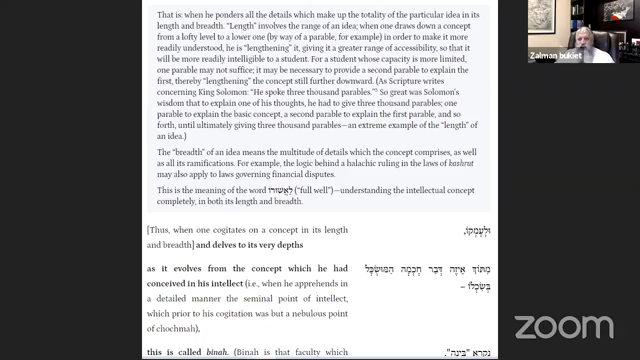 That is: when he ponders all the details which make up the totality of the particular idea in its
length and breadth. "Length" involves the range of an idea; when one draws down a concept
from a lofty level to a lower one (by way of a parable, for example) in order to make it more
readily understood, he is "lengthening" it, giving it a greater range of accessibility, so that it
will be more readily intelligible to a student. For a student whose capacity is more limited,
one parable may not suffice; it may be necessary to provide a second parable to explain the
first, thereby "lengthening" the concept still further downward. (As Scripture writes
concerning King Solomon: "He spoke three thousand parables."⁵ So great was Solomon's
wisdom that to explain one of his thoughts, he had to give three thousand parables; one
parable to explain the basic concept, a second parable to explain the first parable, and so
forth, until ultimately giving three thousand parables—an extreme example of the "length" of
an idea.)
The "breadth" of an idea means the multitude of details which the concept comprises, as well
as all its ramifications. For example, the logic behind a halachic ruling in the laws of kashrut
may also apply to laws governing financial disputes.
This is the meaning of the word לַאֲשׁוּרוֹ ("full well")—understanding the intellectual concept
completely, in both its length and breadth.
[Thus, when one cogitates on a concept in its length
and breadth] and delves to its very depths
וּלְעָמְקוֹ,
as it evolves from the concept which he had
conceived in his intellect (i.e., when he apprehends in
a detailed manner the seminal point of intellect,
which prior to his cogitation was but a nebulous point
of chochmah),
מִתּוֹךְ אֵיזֶה דְּבַר חָכְמָה הַמּוּשְׂכָּל
בְּשִׂכְלוֹ –
this is called binah. (Binah is that faculty which
נִקְרָא "בִּינָה".
Zalman bukiet
zoom